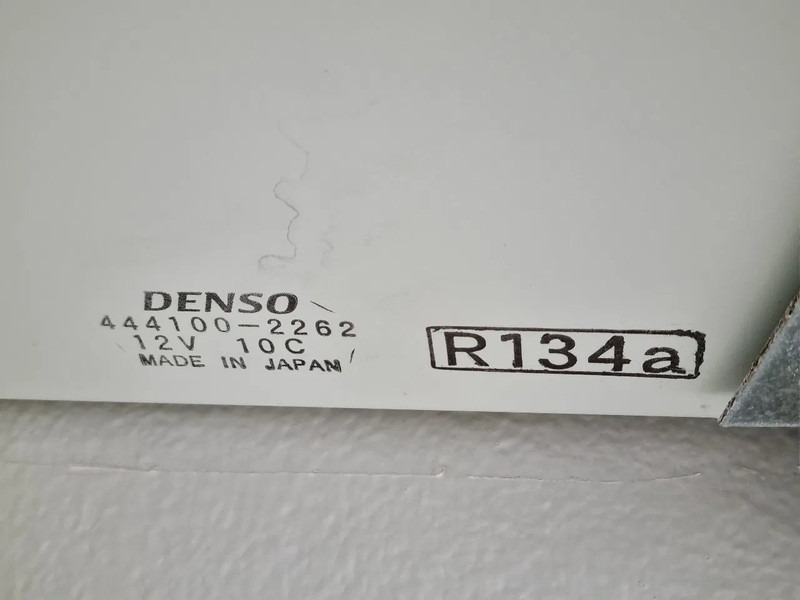 DENSO
444100-2262
12V 10C
MADE IN JAPAN
R134a